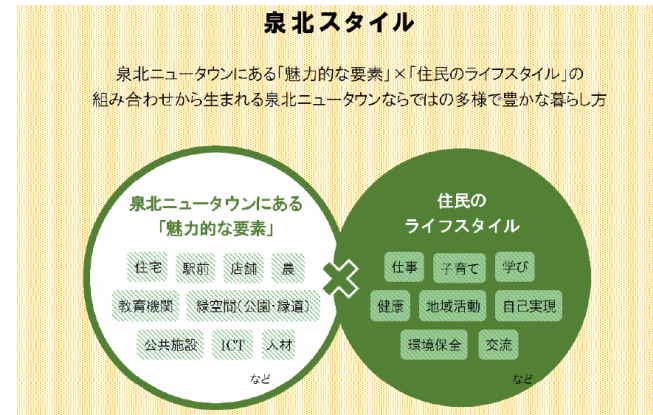 泉北スタイル
泉北ニュータウンにある「魅力的な要素」×「住民のライフスタイル」の
組み合わせから生まれる泉北ニュータウンならではの多様で豊かな暮らし方
泉北ニュータウンにある
「魅力的な要素」
住宅 駅前 店舗 農
教育機関 緑空間(公園・緑道)
公共施設 ICT 人材
など
×
住民の
ライフスタイル
仕事 子育て 学び
健康 地域活動 自己実現
環境保全 交流
など